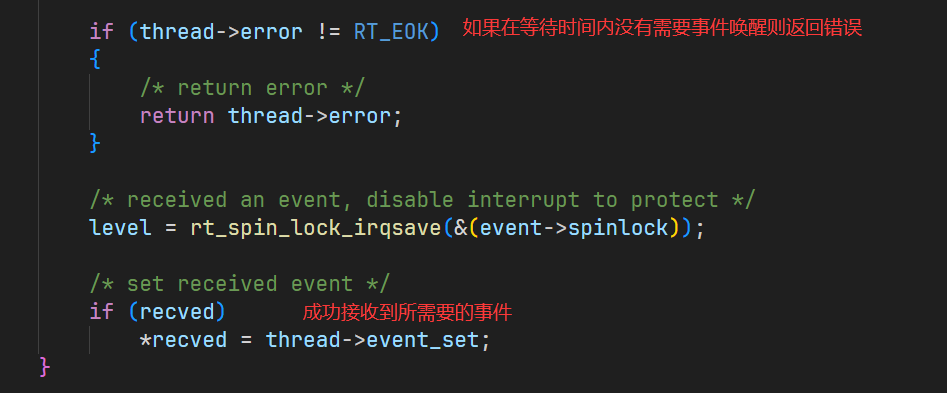 if (thread->error != RT_EOK) 如果在等待时间内没有需要事件唤醒则返回错误
{
/* return error */
return thread->error;
}
/* received an event, disable interrupt to protect */
level = rt_spin_lock_irqsave(&(event->spinlock));
/* set received event */
if (recved) 成功接收到所需要的事件
*recved = thread->event_set;
}